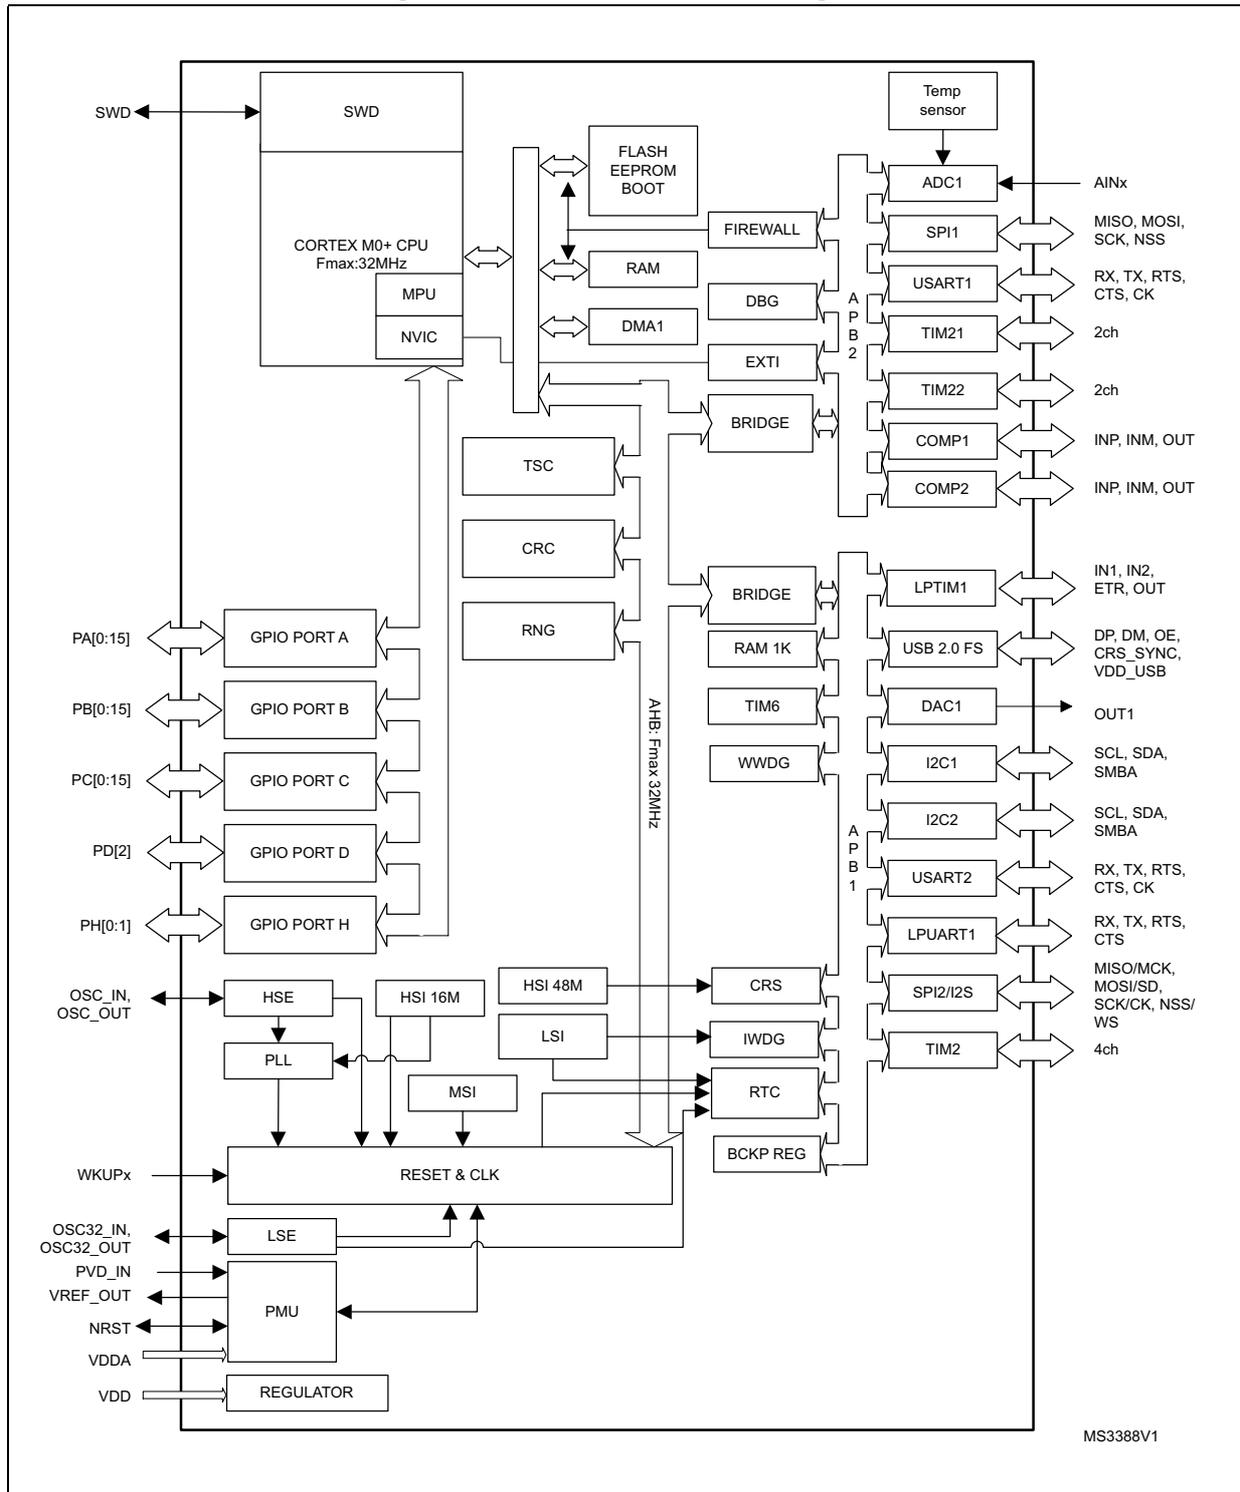 Temp
sensor
SWD
SWD
FLASH
EEPROM
BOOT
ADC1
AINx
CORTEX M0+ CPU
Fmax:32MHz
FIREWALL
SPI1
MISO, MOSI,
SCK, NSS
RAM
MPU
DBG
USART1
RX, TX, RTS,
CTS, CK
A
P
B
2
NVIC
DMA1
TIM21
2ch
EXTI
TIM22
2ch
BRIDGE
COMP1
INP, INM, OUT
TSC
COMP2
INP, INM, OUT
CRC
BRIDGE
LPTIM1
IN1, IN2,
ETR, OUT
PA[0:15]
GPIO PORT A
RNG
RAM 1K
USB 2.0 FS
DP, DM, OE,
CRS_SYNC,
VDD_USB
PB[0:15]
GPIO PORT B
AHB: Fmax 32MHz
TIM6
DAC1
OUT1
PC[0:15]
GPIO PORT C
WWDG
I2C1
SCL, SDA,
SMBA
PD[2]
GPIO PORT D
A
P
B
1
I2C2
SCL, SDA,
SMBA
USART2
RX, TX, RTS,
CTS, CK
PH[0:1]
GPIO PORT H
LPUART1
RX, TX, RTS,
CTS
OSC_IN,
OSC_OUT
HSE
HSI 16M
HSI 48M
CRS
SPI2/I2S
MISO/MCK,
MOSI/SD,
SCK/CK, NSS/
WS
PLL
LSI
IWDG
TIM2
4ch
MSI
RTC
BCKP REG
WKUPx
RESET & CLK
OSC32_IN,
OSC32_OUT
LSE
PVD_IN
VREF_OUT
NRST
VDDA
PMU
VDD
REGULATOR
MS3388V1